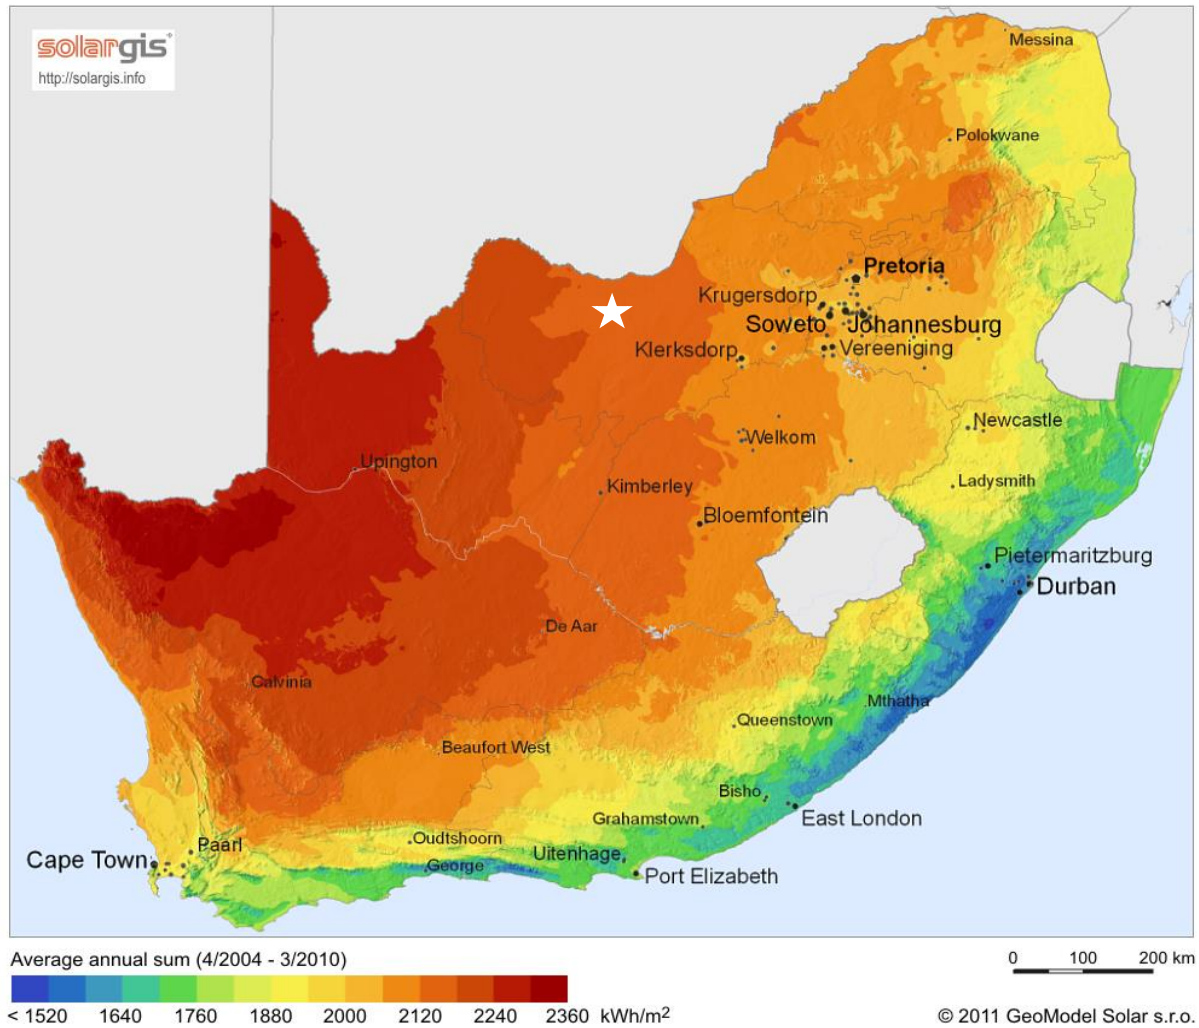 solargis
http://solargis.info
Messina
Polokwane
Pretoria
Krugersdorp
Soweto
Johannesburg
Klerksdorp
Vereeniging
Newcastle
Welkom
Upington
Ladysmith
Kimberley
Bloemfontein
Pietermaritzburg
Durban
De Aar
Calvinia
Mthatha
Queenstown
Beaufort West
Bisho
Grahamstown
East London
Oudtshoorn
Paarl
Cape Town
Uitenhage
George
Port Elizabeth
Average annual sum (4/2004 - 3/2010)
0 100 200 km
< 1520 1640 1760 1880 2000 2120 2240 2360 kWh/m²
© 2011 GeoModel Solar s.r.o.